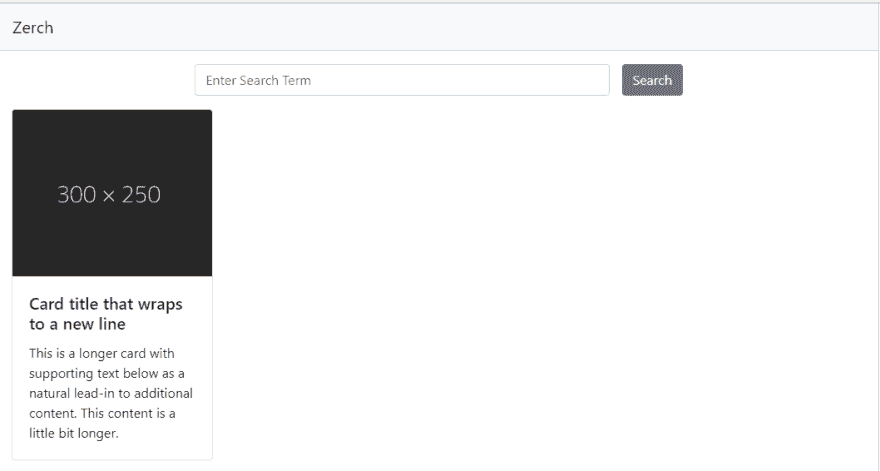 Zerch
Enter Search Term
Search
300 × 250
Card title that wraps
to a new line
This is a longer card with
supporting text below as a
natural lead-in to additional
content. This content is a
little bit longer.